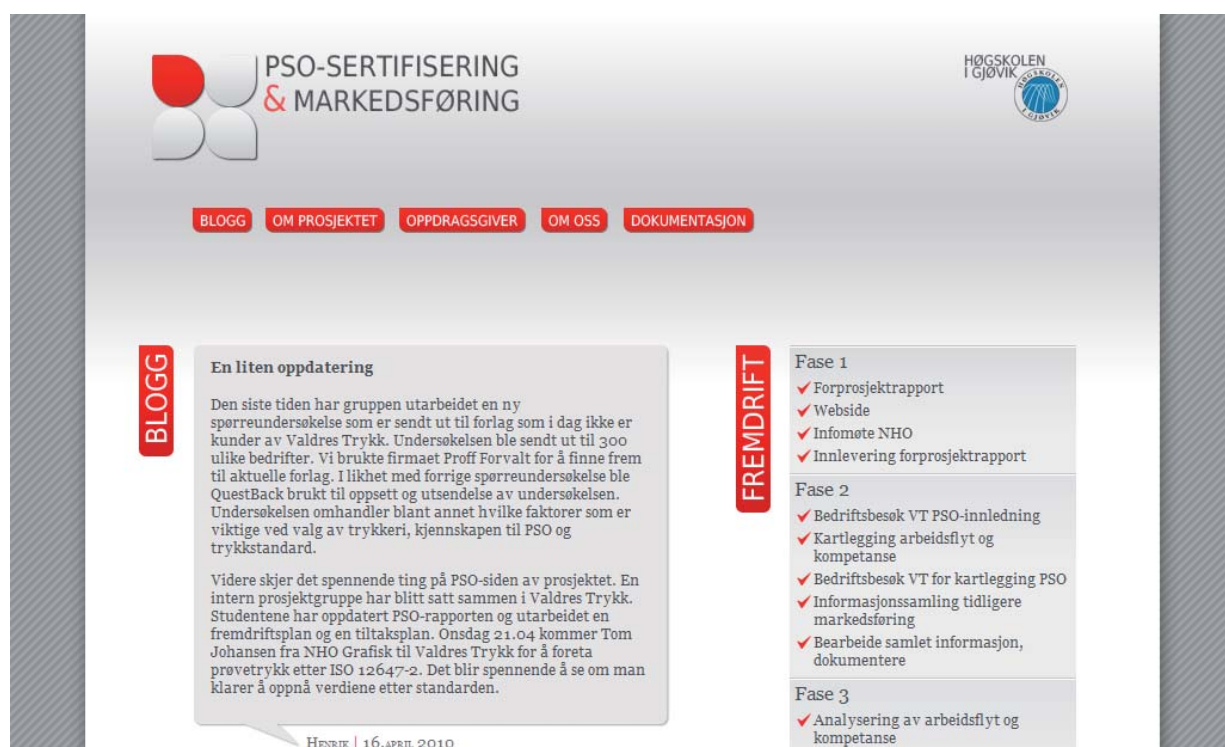 PSO-SERTIFISERING
& MARKEDSFØRING
HØGSKOLEN
I GJØVIK
HØGSKOLEN
I GJØVIK
BLOGG
OM PROSJEKTET
OPPDRAGSGIVER
OM OSS
DOKUMENTASJON
BLOGG
En liten oppdatering
Den siste tiden har gruppen utarbeidet en ny
spørreundersøkelse som er sendt ut til forlag som i dag ikke er
kunder av Valdres Trykk. Undersøkelsen ble sendt ut til 300
ulike bedrifter. Vi brukte firmaet Proff Forvalt for å finne frem
til aktuelle forlag. I likhet med forrige spørreundersøkelse ble
QuestBack brukt til oppsett og utsendelse av undersøkelsen.
Undersøkelsen omhandler blant annet hvilke faktorer som er
viktige ved valg av trykkeri, kjennskapen til PSO og
trykkstandard.
Videre skjer det spennende ting på PSO-siden av prosjektet. En
intern prosjektgruppe har blitt satt sammen i Valdres Trykk.
Studentene har oppdatert PSO-rapporten og utarbeidet en
fremdriftsplan og en tiltaksplan. Onsdag 21.04 kommer Tom
Johansen fra NHO Grafisk til Valdres Trykk for å foreta
prøvetrykk etter ISO 12647-2. Det blir spennende å se om man
klarer å oppnå verdiene etter standarden.
Henrik | 16.april 2010
FREMDRIFT
Fase 1
Forprosjektrapport
Webside
Infomøte NHO
Innlevering forprosjektrapport
Fase 2
Bedriftsbesøk VT PSO-innledning
Kartlegging arbeidsflyt og
kompetanse
Bedriftsbesøk VT for kartlegging PSO
Informasjonssamling tidligere
markedsføring
Bearbeide samlet informasjon,
dokumentere
Fase 3
Analysering av arbeidsflyt og
kompetanse